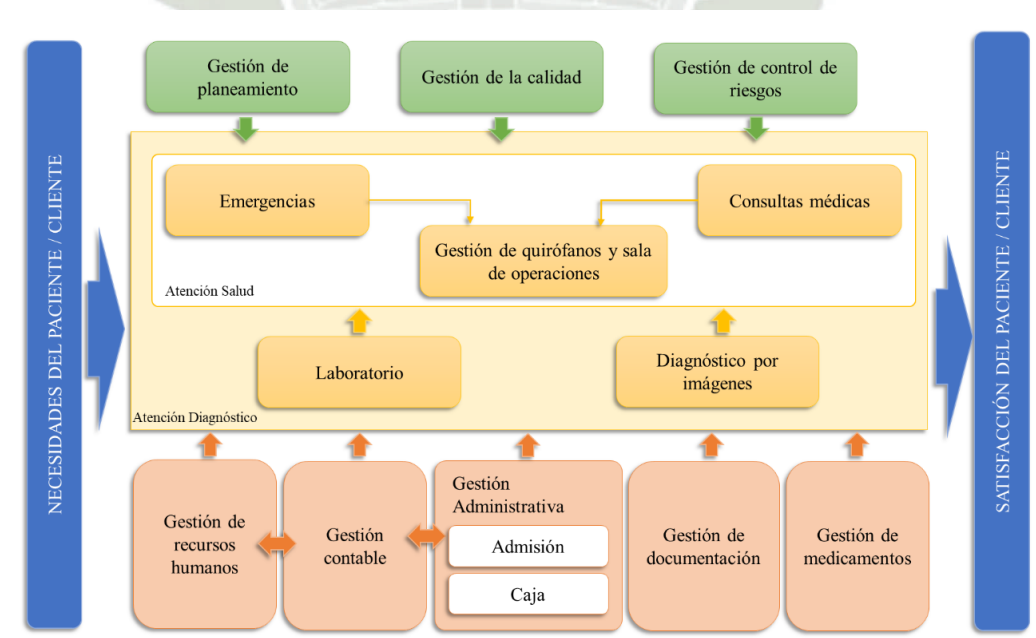 NECESIDADES DEL PACIENTE / CLIENTE
Gestión de
planeamiento
Gestión de la calidad
Gestión de control de
riesgos
Emergencias
Consultas médicas
Gestión de quirófanos y sala
de operaciones
Atención Salud
Laboratorio
Diagnóstico por
imágenes
Atención Diagnóstico
Gestión de
recursos
humanos
Gestión
contable
Gestión
Administrativa
Admisión
Caja
Gestión de
documentación
Gestión de
medicamentos
SATISFACCIÓN DEL PACIENTE / CLIENTE